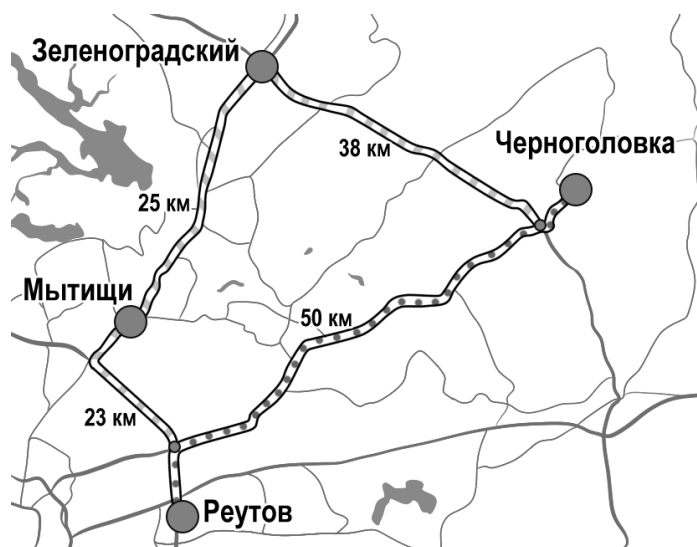 Зеленоградский
38 км
Черноголовка
25 км
Мытищи
50 км
23 км
Реутов